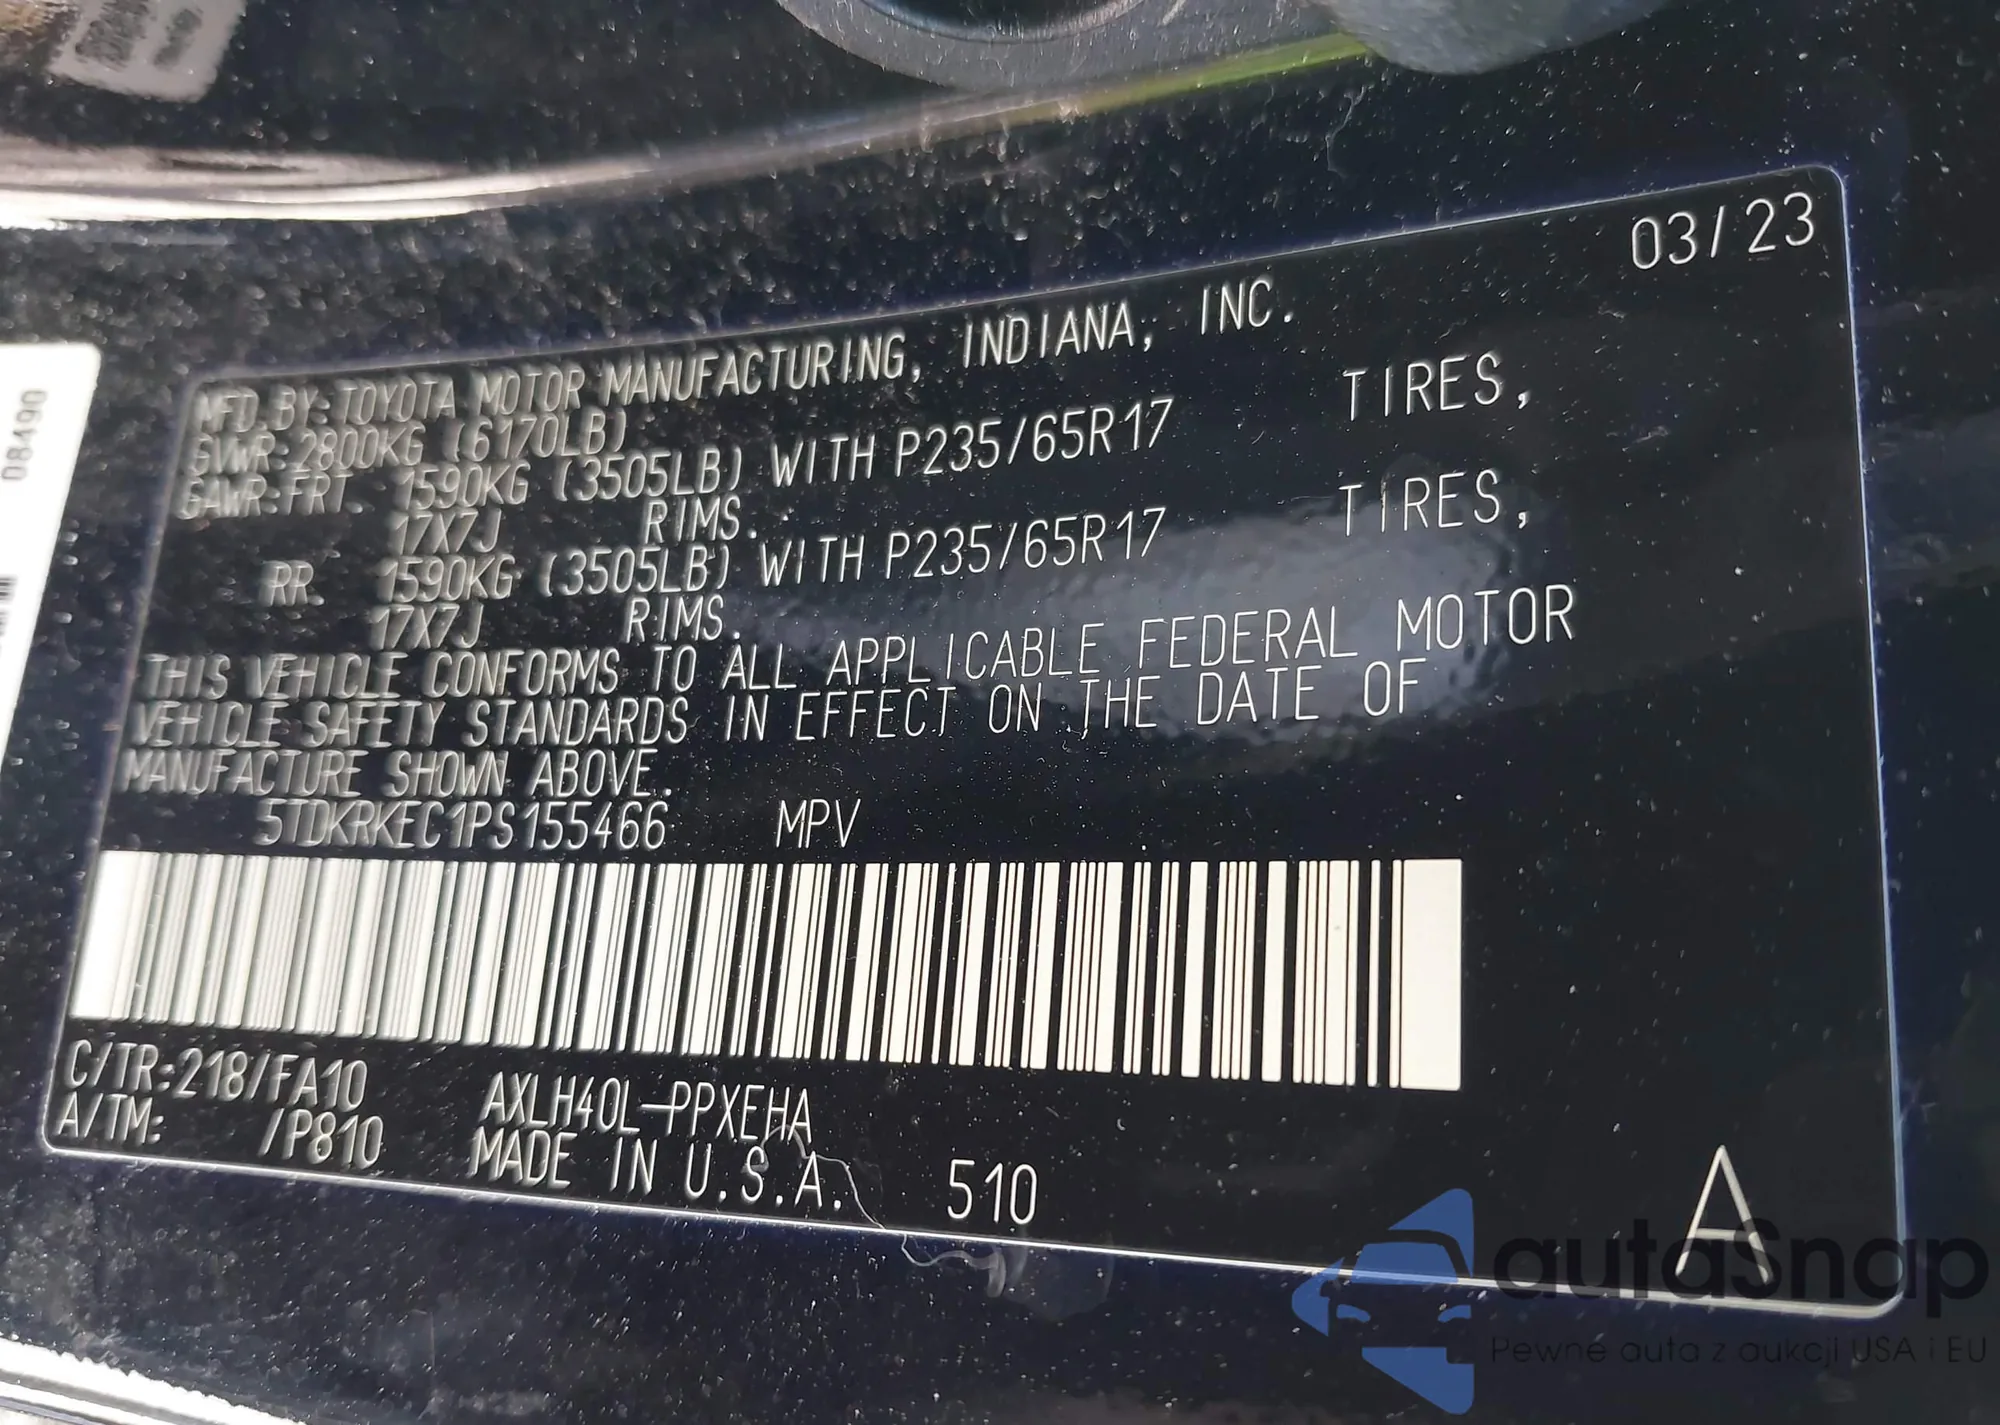 03/23
MFD.BY:TOYOTA MOTOR MANUFACTURING, INDIANA, INC.
GVWR:2800KG (6170LB)
GAWR:FRT. 1590KG (3505LB) WITH P235/65R17 TIRES,
17X7J RIMS.
RR. 1590KG (3505LB) WITH P235/65R17 TIRES,
17X7J RIMS.
THIS VEHICLE CONFORMS TO ALL APPLICABLE FEDERAL MOTOR
VEHICLE SAFETY STANDARDS IN EFFECT ON THE DATE OF
MANUFACTURE SHOWN ABOVE.
5TDKRKEC1PS155466 MPV
C/TR:218/FA10 AXLH40L-PPXEHA
A/TM: /P810 MADE IN U.S.A. 510
A
08490
autaSnap
Pewne auta z aukcji USA i EU